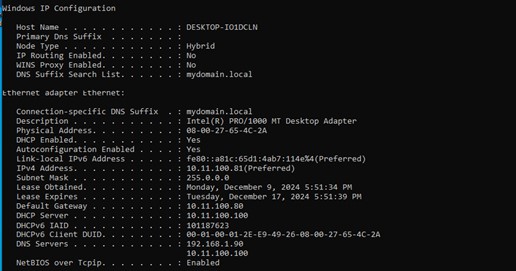 Windows IP Configuration
Host Name . . . . . . . . . . . . : DESKTOP-IO1DCLN
Primary Dns Suffix  . . . . . . . :
Node Type . . . . . . . . . . . . : Hybrid
IP Routing Enabled. . . . . . . . : No
WINS Proxy Enabled. . . . . . . . : No
DNS Suffix Search List. . . . . . : mydomain.local
Ethernet adapter Ethernet:
Connection-specific DNS Suffix  . : mydomain.local
Description . . . . . . . . . . . : Intel(R) PRO/1000 MT Desktop Adapter
Physical Address. . . . . . . . . : 08-00-27-65-4C-2A
DHCP Enabled. . . . . . . . . . . : Yes
Autoconfiguration Enabled . . . . : Yes
Link-local IPv6 Address . . . . . : fe80::a81c:65d1:4ab7:114e%4(Preferred)
IPv4 Address. . . . . . . . . . . : 10.11.100.81(Preferred)
Subnet Mask . . . . . . . . . . . : 255.0.0.0
Lease Obtained. . . . . . . . . . : Monday, December 9, 2024 5:51:34 PM
Lease Expires . . . . . . . . . . : Tuesday, December 17, 2024 5:51:39 PM
Default Gateway . . . . . . . . . : 10.11.100.80
DHCP Server . . . . . . . . . . . : 10.11.100.100
DHCPv6 IAID . . . . . . . . . . . : 101187623
DHCPv6 Client DUID. . . . . . . . : 00-01-00-01-2E-E9-49-26-08-00-27-65-4C-2A
DNS Servers . . . . . . . . . . . : 192.168.1.90
10.11.100.100
NetBIOS over Tcpip. . . . . . . . : Enabled